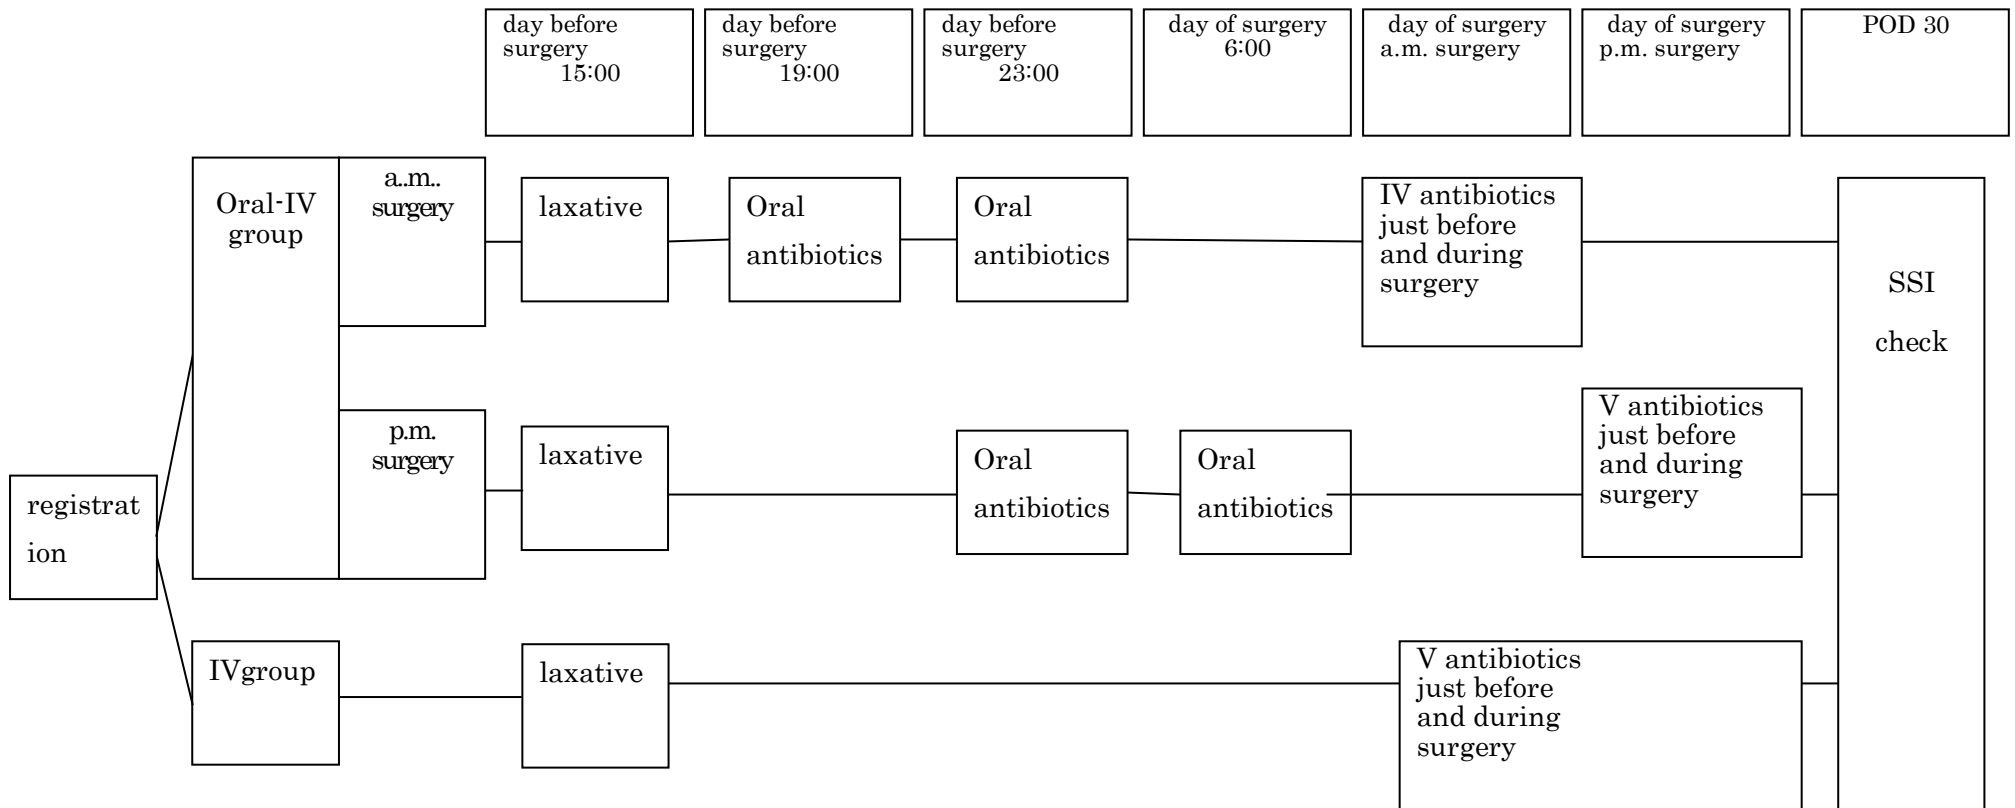 day before
surgery
15:00
day before
surgery
19:00
day before
surgery
23:00
day of surgery
6:00
day of surgery
a.m. surgery
day of surgery
p.m. surgery
POD 30
Oral-IV
group
a..m..
surgery
laxative
Oral
antibiotics
Oral
antibiotics
IV antibiotics
just before
and during
surgery
SSI
check
p.m.
surgery
laxative
Oral
antibiotics
Oral
antibiotics
V antibiotics
just before
and during
surgery
registrat
ion
IVgroup
laxative
V antibiotics
just before
and during
surgery